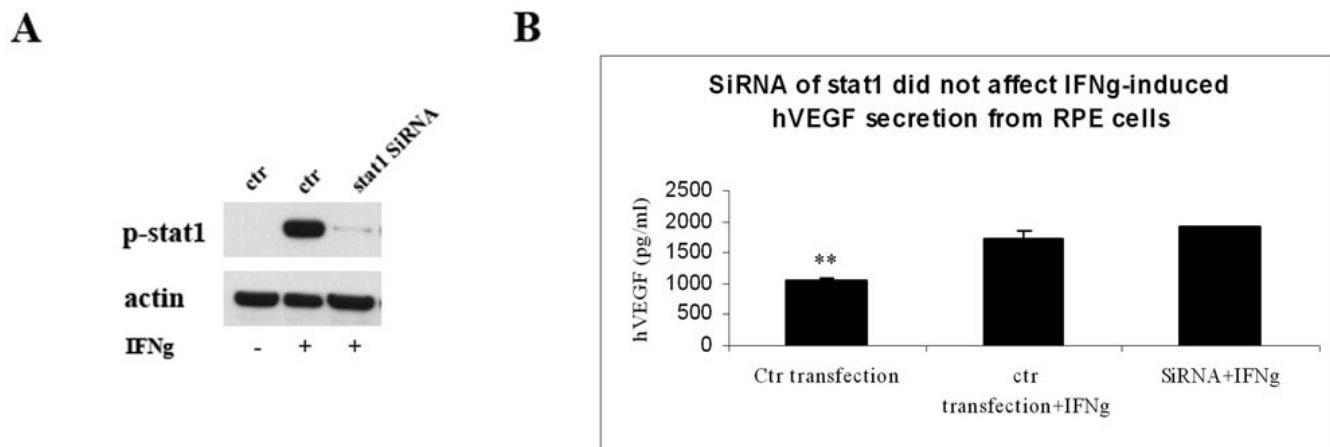 A
ctr
ctr
stat1 SiRNA
p-stat1
actin
IFNg - + +
B
SiRNA of stat1 did not affect IFNg-induced
hVEGF secretion from RPE cells
hVEGF (pg/ml)
2500
2000
1500
1000
500
0
**
Ctr transfection
ctr
transfection+IFNg
SiRNA+IFNg